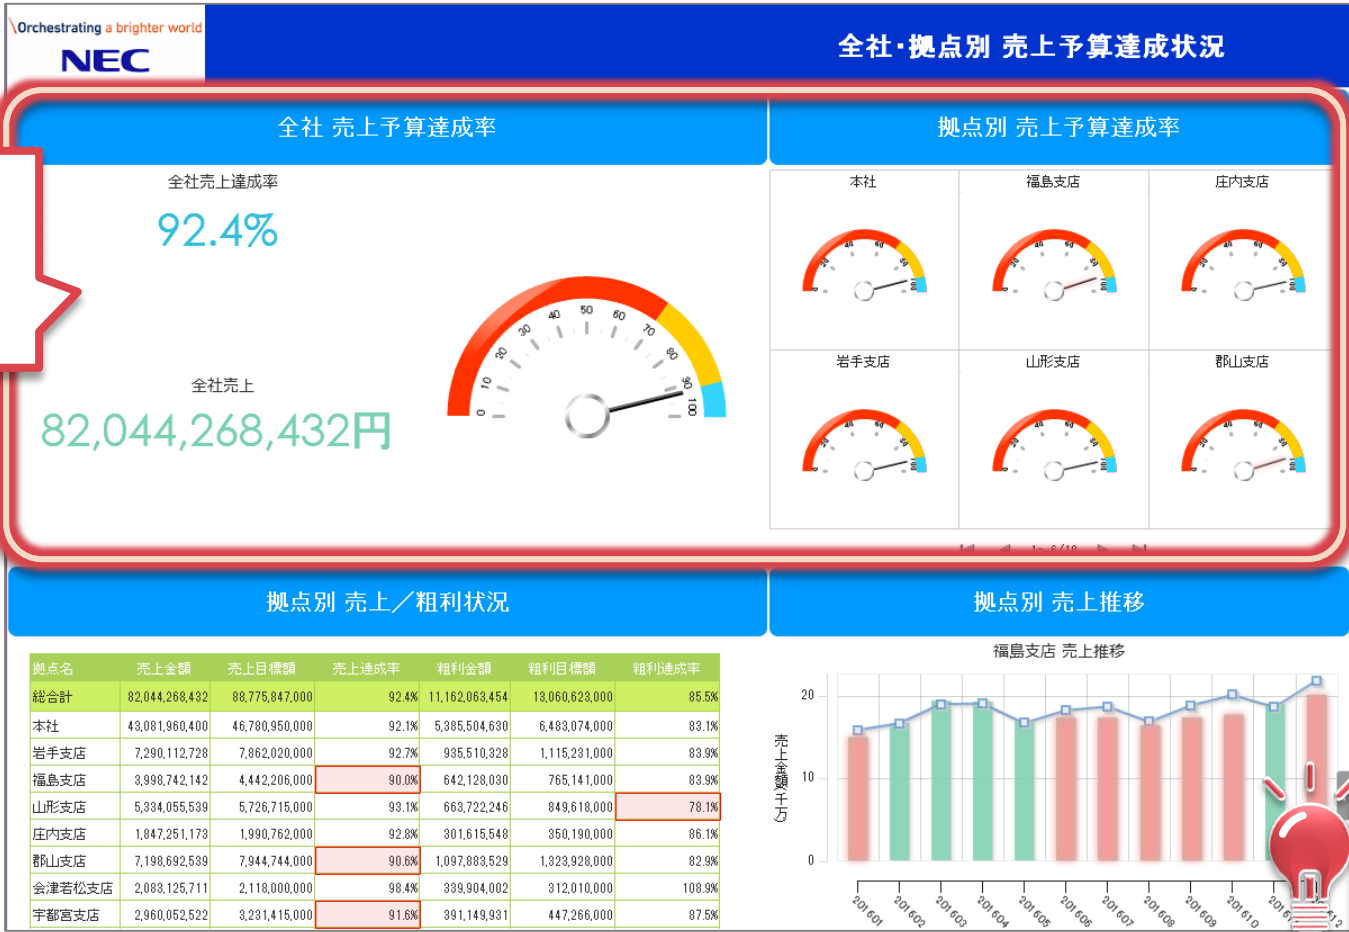 Orchestrating a brighter world
NEC
全社・拠点別 売上予算達成状況
全社 売上予算達成率
拠点別 売上予算達成率
全社売上達成率
92.4%
全社売上
82,044,268,432円
0 10 20 30 40 50 60 70 80 90 100
本社
福島支店
庄内支店
岩手支店
山形支店
郡山支店
拠点別 売上／粗利状況
拠点名 売上金額 売上目標額 売上達成率 粗利金額 粗利目標額 粗利達成率
総合計 82,044,268,432 88,775,847,000 92.4% 11,162,063,454 13,060,623,000 85.5%
本社 43,081,960,400 46,780,950,000 92.1% 5,385,504,630 6,483,074,000 83.1%
岩手支店 7,290,112,728 7,862,020,000 92.7% 935,510,328 1,115,231,000 83.9%
福島支店 3,998,742,142 4,442,206,000 90.0% 642,128,030 765,141,000 83.9%
山形支店 5,334,055,539 5,726,715,000 93.1% 663,722,246 849,618,000 78.1%
庄内支店 1,847,251,173 1,990,762,000 92.8% 301,615,548 350,190,000 86.1%
郡山支店 7,198,692,539 7,944,744,000 90.6% 1,097,883,529 1,323,928,000 82.9%
会津若松支店 2,083,125,711 2,118,000,000 98.4% 339,904,002 312,010,000 108.9%
宇都宮支店 2,960,052,522 3,231,415,000 91.6% 391,149,931 447,266,000 87.5%
拠点別 売上推移
福島支店 売上推移
売上金額(千万)
20
10
0
201601 201602 201603 201604 201605 201606 201607 201608 201609 201610